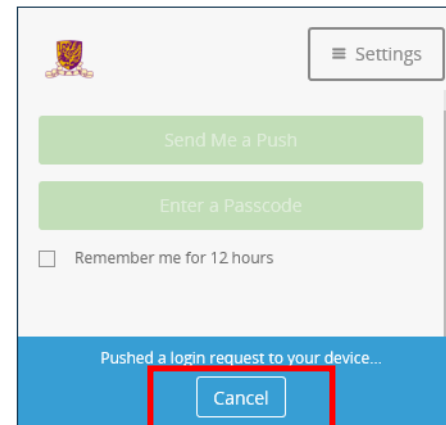 ≡ Settings
Send Me a Push
Enter a Passcode
Remember me for 12 hours
Pushed a login request to your device...
Cancel